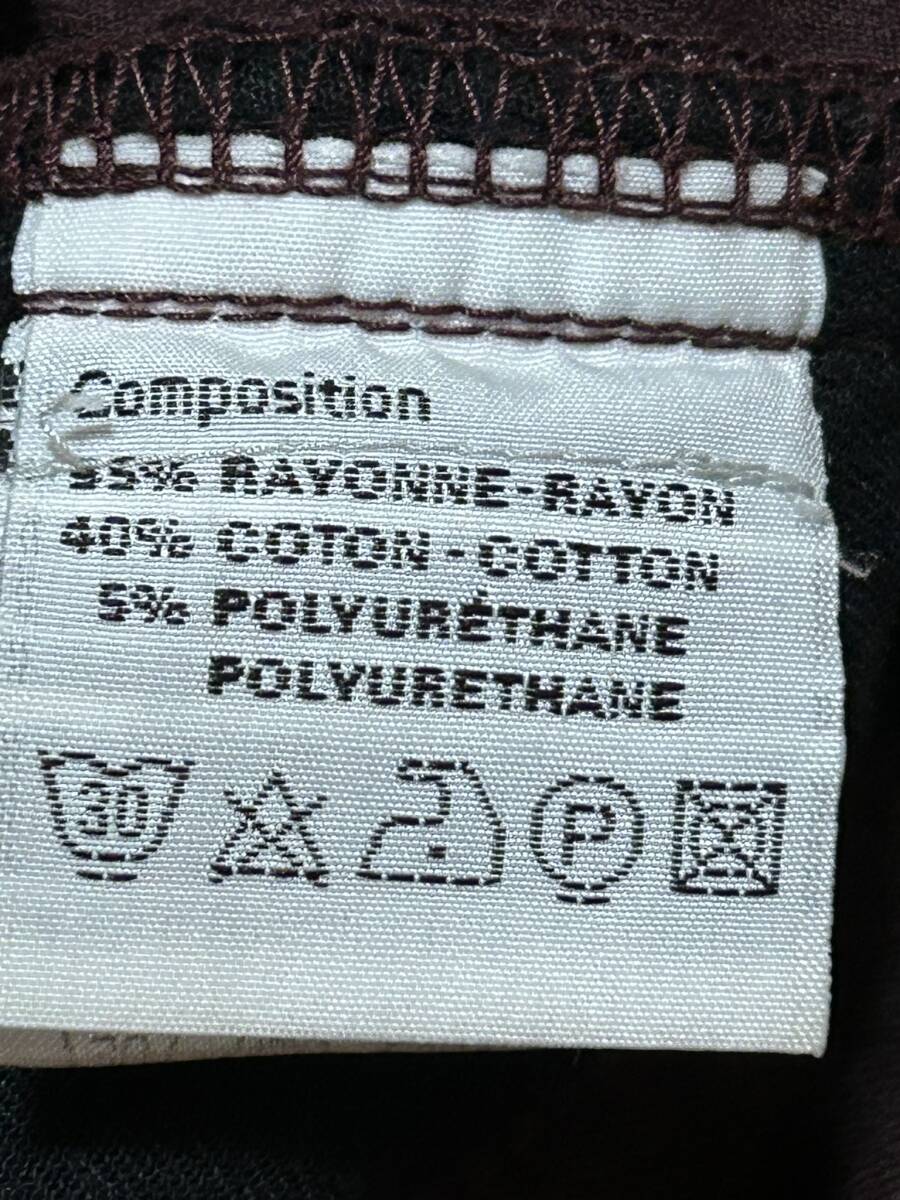 Composition
55% RAYONNE-RAYON
40% COTON - COTTON
5% POLYURÉTHANE
POLYURETHANE
30
P